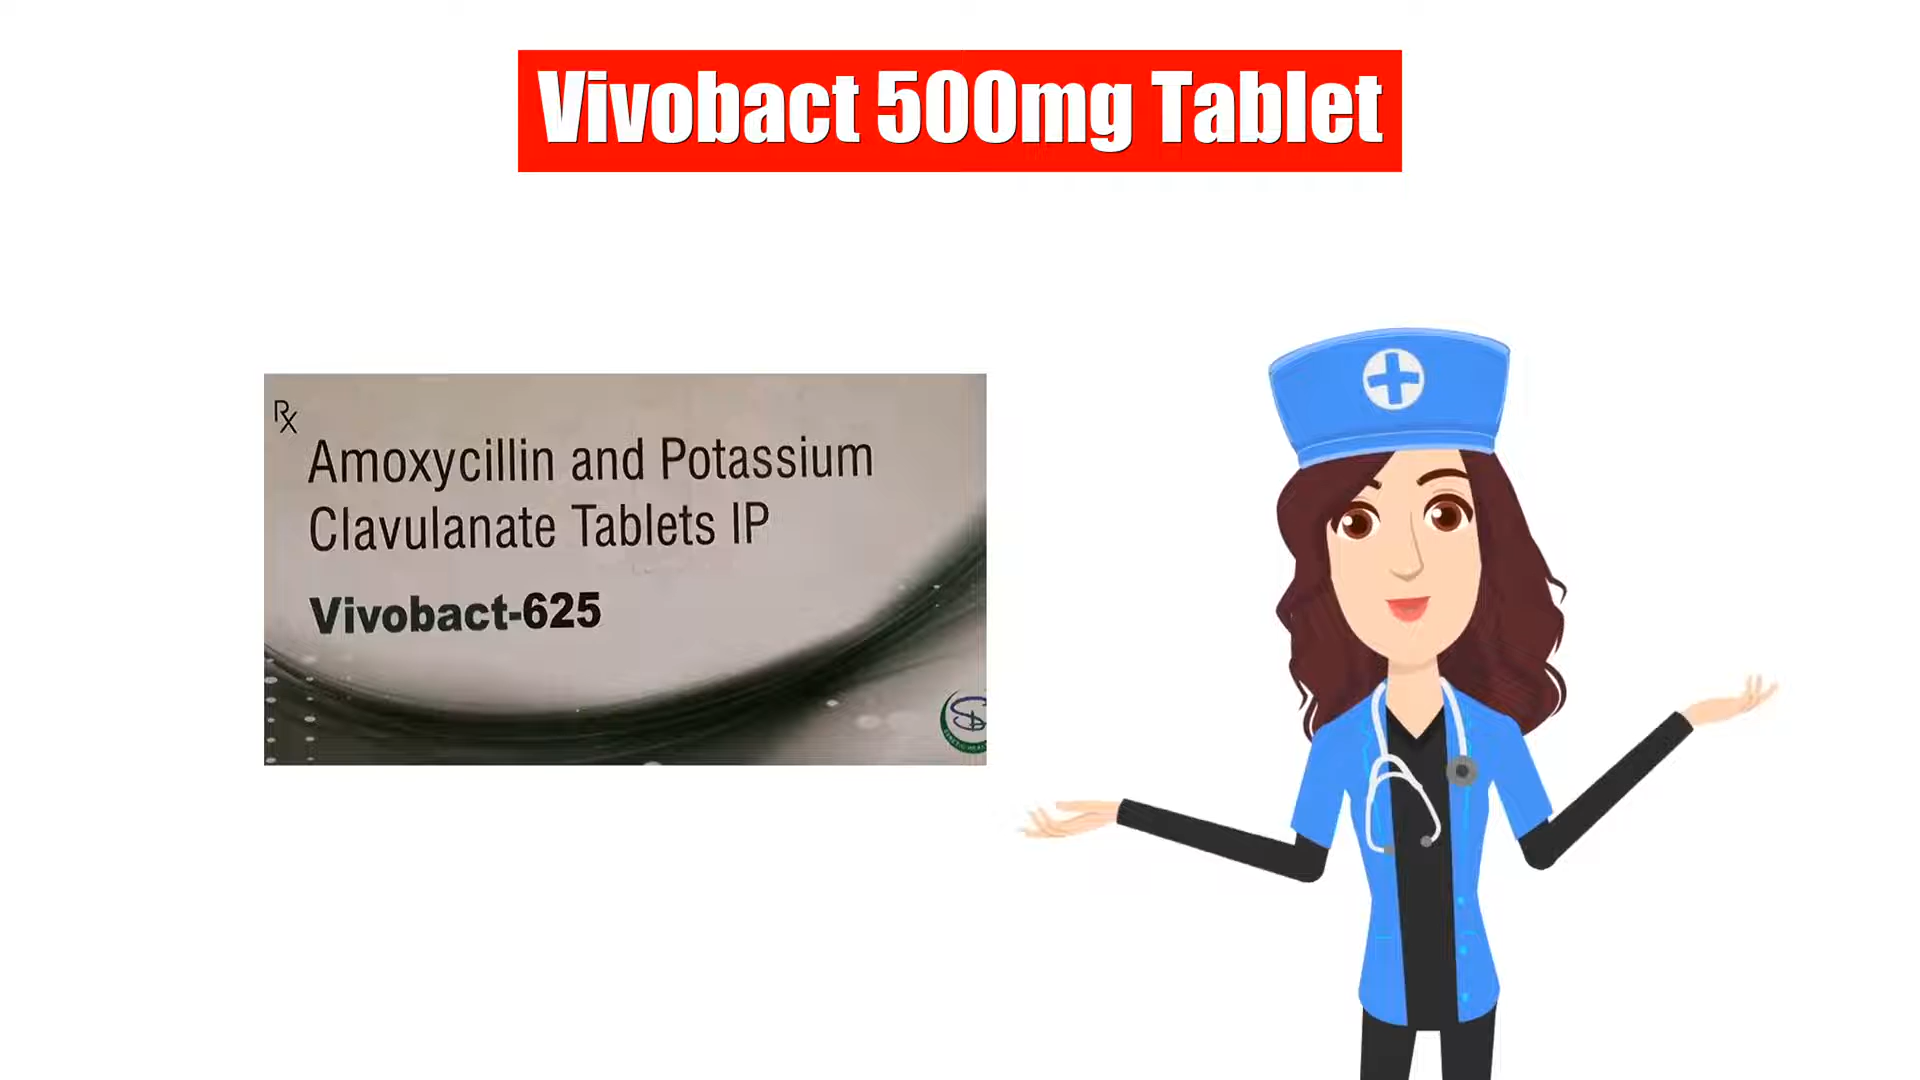 Vivobact 500mg Tablet
Rx
Amoxycillin and Potassium
Clavulanate Tablets IP
Vivobact-625